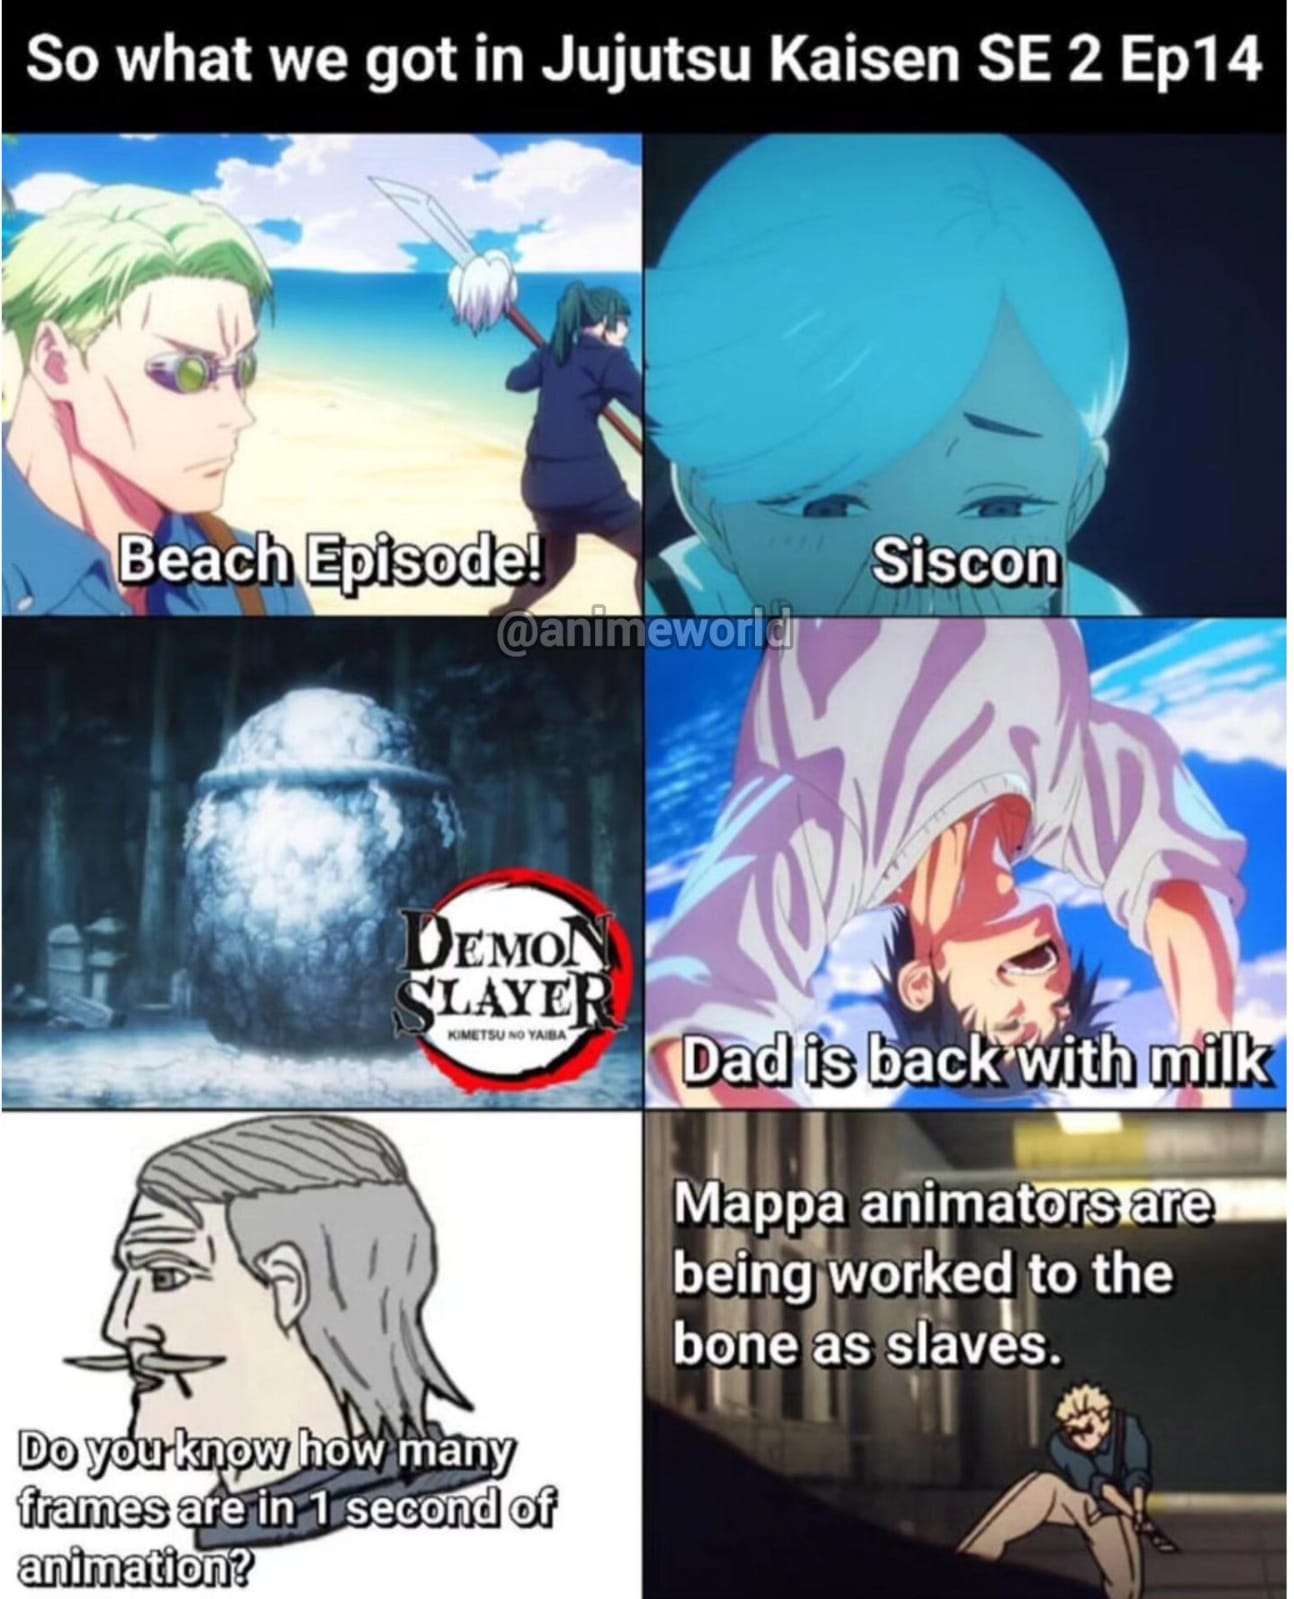 So what we got in Jujutsu Kaisen SE 2 Ep14
Beach Episode!
Siscon
@animeworld
DEMON
SLAYER
KIMETSU NO YAIBA
Dad is back with milk
Do you know how many
frames are in 1 second of
animation?
Mappa animators are
being worked to the
bone as slaves.